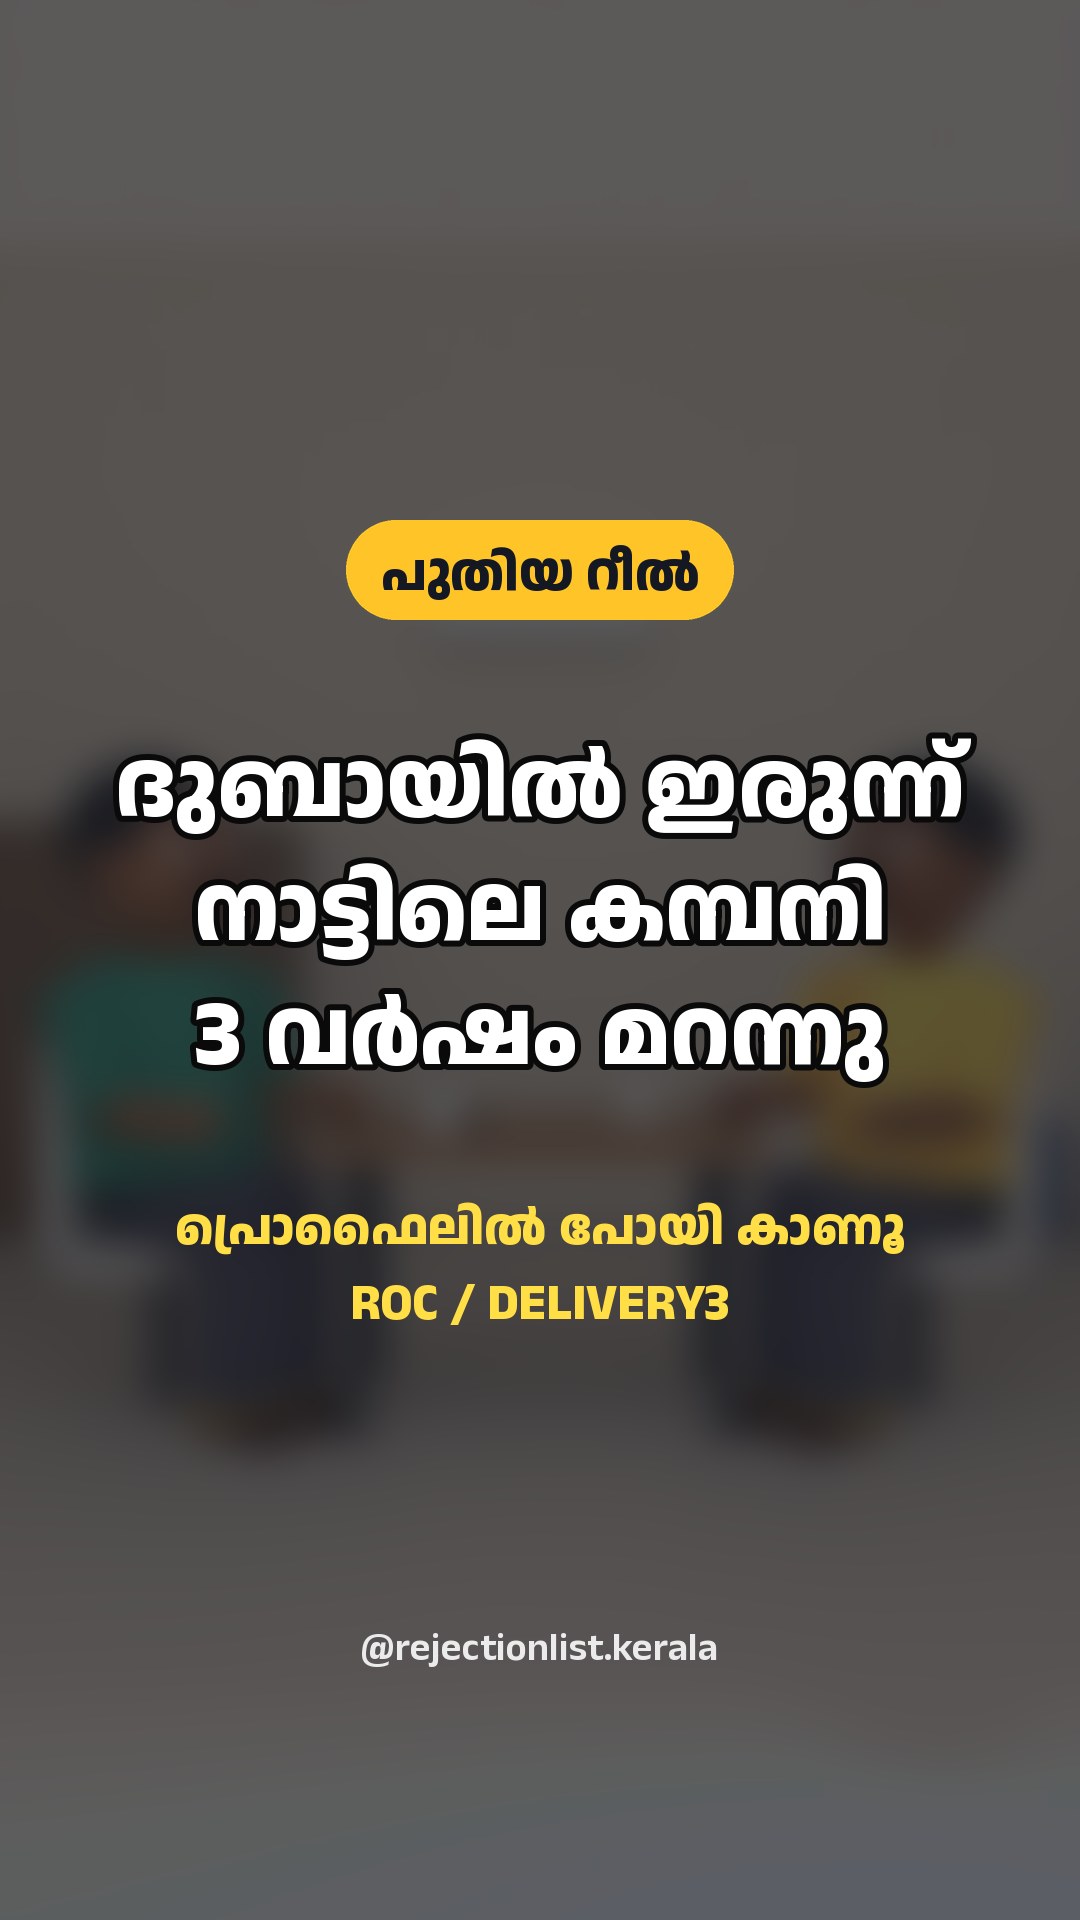 പുതിയ റീൽ
ദുബായിൽ ഇരുന്ന്
നാട്ടിലെ കമ്പനി
3 വർഷം മറന്നു
പ്രൊഫൈലിൽ പോയി കാണൂ
ROC / DELIVERY3
@rejectionlist.kerala